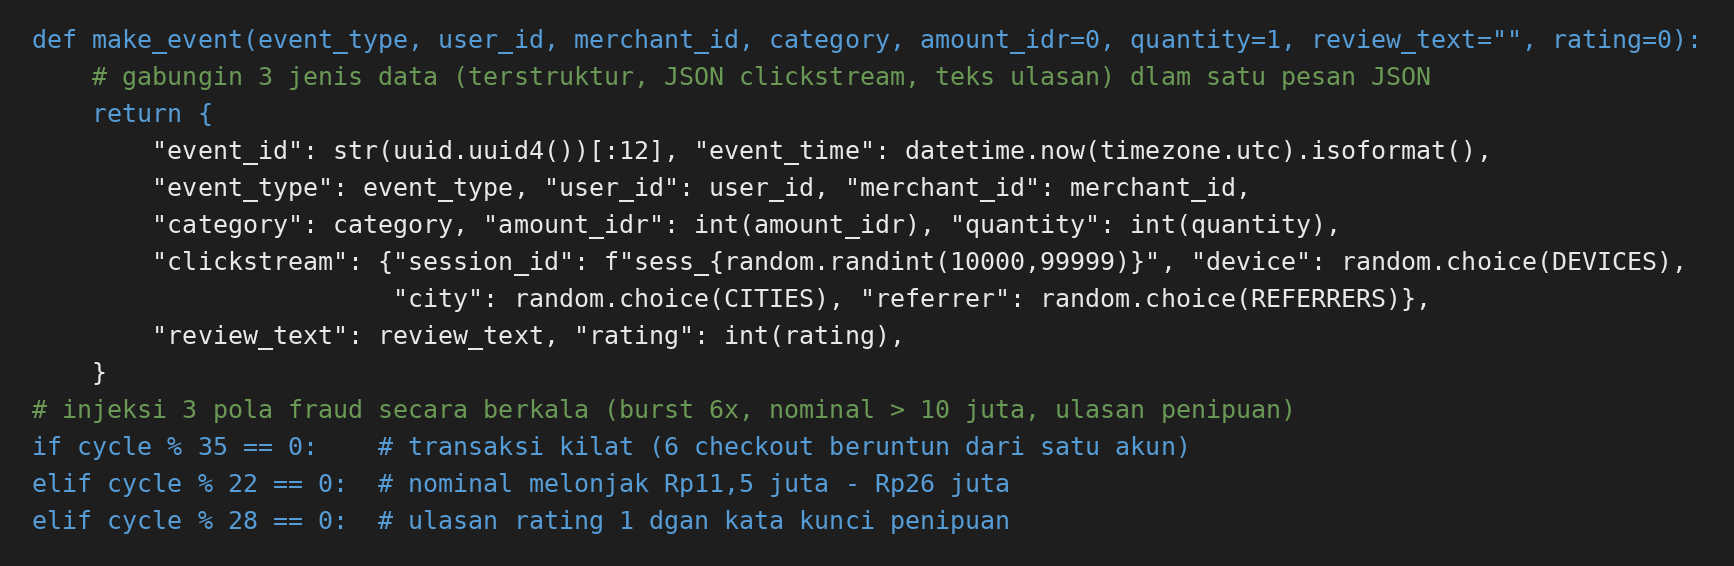 def make_event(event_type, user_id, merchant_id, category, amount_idr=0, quantity=1, review_text="", rating=0):
    # gabungin 3 jenis data (terstruktur, JSON clickstream, teks ulasan) dlam satu pesan JSON
    return {
        "event_id": str(uuid.uuid4())[:12], "event_time": datetime.now(timezone.utc).isoformat(),
        "event_type": event_type, "user_id": user_id, "merchant_id": merchant_id,
        "category": category, "amount_idr": int(amount_idr), "quantity": int(quantity),
        "clickstream": {"session_id": f"sess_{random.randint(10000,99999)}", "device": random.choice(DEVICES),
                        "city": random.choice(CITIES), "referrer": random.choice(REFERRERS)},
        "review_text": review_text, "rating": int(rating),
    }
# injeksi 3 pola fraud secara berkala (burst 6x, nominal > 10 juta, ulasan penipuan)
if cycle % 35 == 0:    # transaksi kilat (6 checkout beruntun dari satu akun)
elif cycle % 22 == 0:  # nominal melonjak Rp11,5 juta - Rp26 juta
elif cycle % 28 == 0:  # ulasan rating 1 dgan kata kunci penipuan